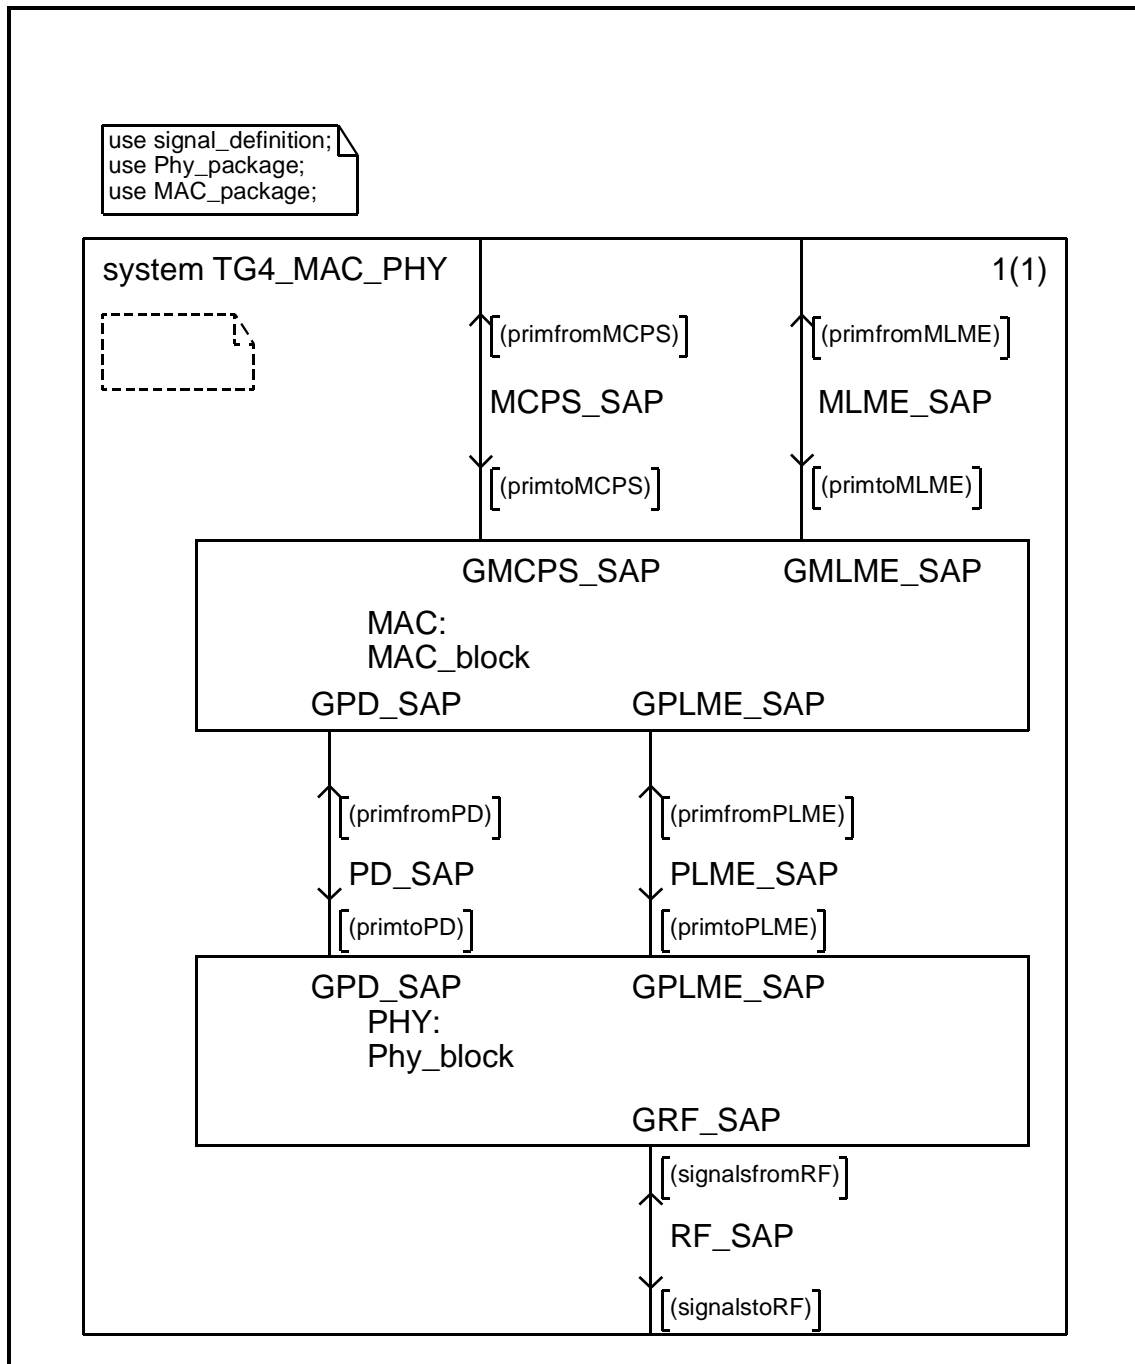 use signal_definition;
use Phy_package;
use MAC_package;
system TG4_MAC_PHY 1(1)
(primfromMCPS) (primfromMLME)
MCPS_SAP MLME_SAP
(primtoMCPS) (primtoMLME)
GMCPS_SAP GMLME_SAP
MAC:
MAC_block
GPD_SAP GPLME_SAP
(primfromPD) (primfromPLME)
PD_SAP PLME_SAP
(primtoPD) (primtoPLME)
GPD_SAP GPLME_SAP
PHY:
Phy_block
GRF_SAP
(signalsfromRF)
RF_SAP
(signalstoRF)